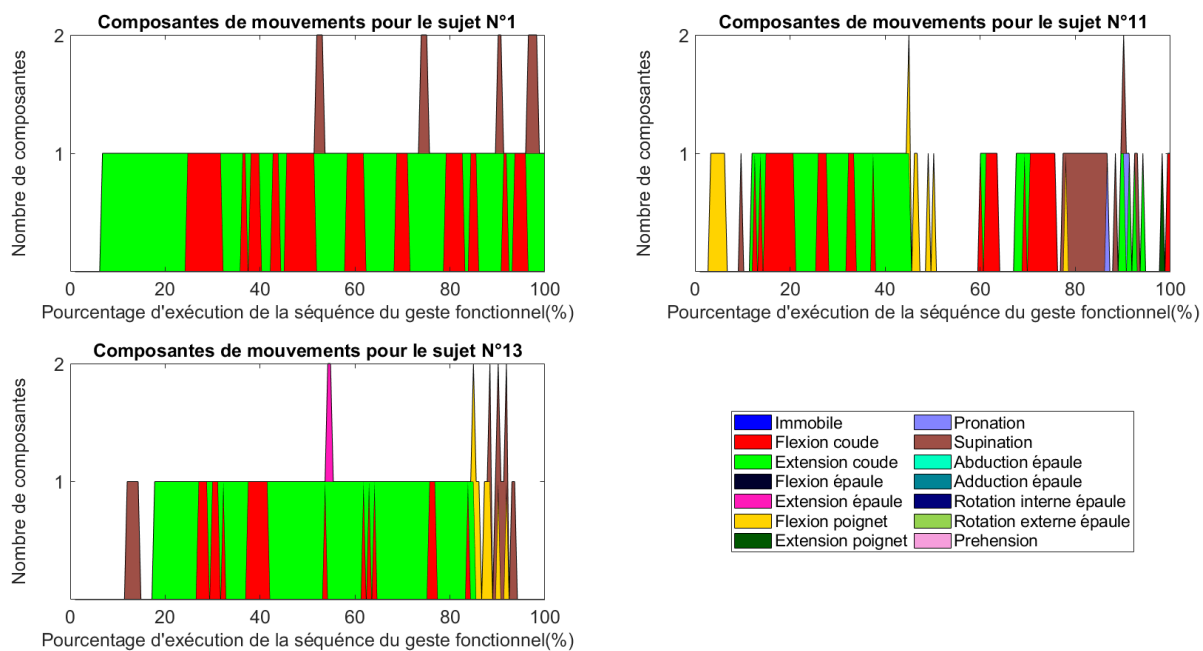 Composantes de mouvements pour le sujet N°1
Nombre de composantes
2
1
0 20 40 60 80 100
Pourcentage d'exécution de la séquénce du geste fonctionnel(%)
Composantes de mouvements pour le sujet N°11
Nombre de composantes
2
1
0 20 40 60 80 100
Pourcentage d'exécution de la séquénce du geste fonctionnel(%)
Composantes de mouvements pour le sujet N°13
Nombre de composantes
2
1
0 20 40 60 80 100
Pourcentage d'exécution de la séquénce du geste fonctionnel(%)
Immobile
Flexion coude
Extension coude
Flexion épaule
Extension épaule
Flexion poignet
Extension poignet
Pronation
Supination
Abduction épaule
Adduction épaule
Rotation interne épaule
Rotation externe épaule
Prehension